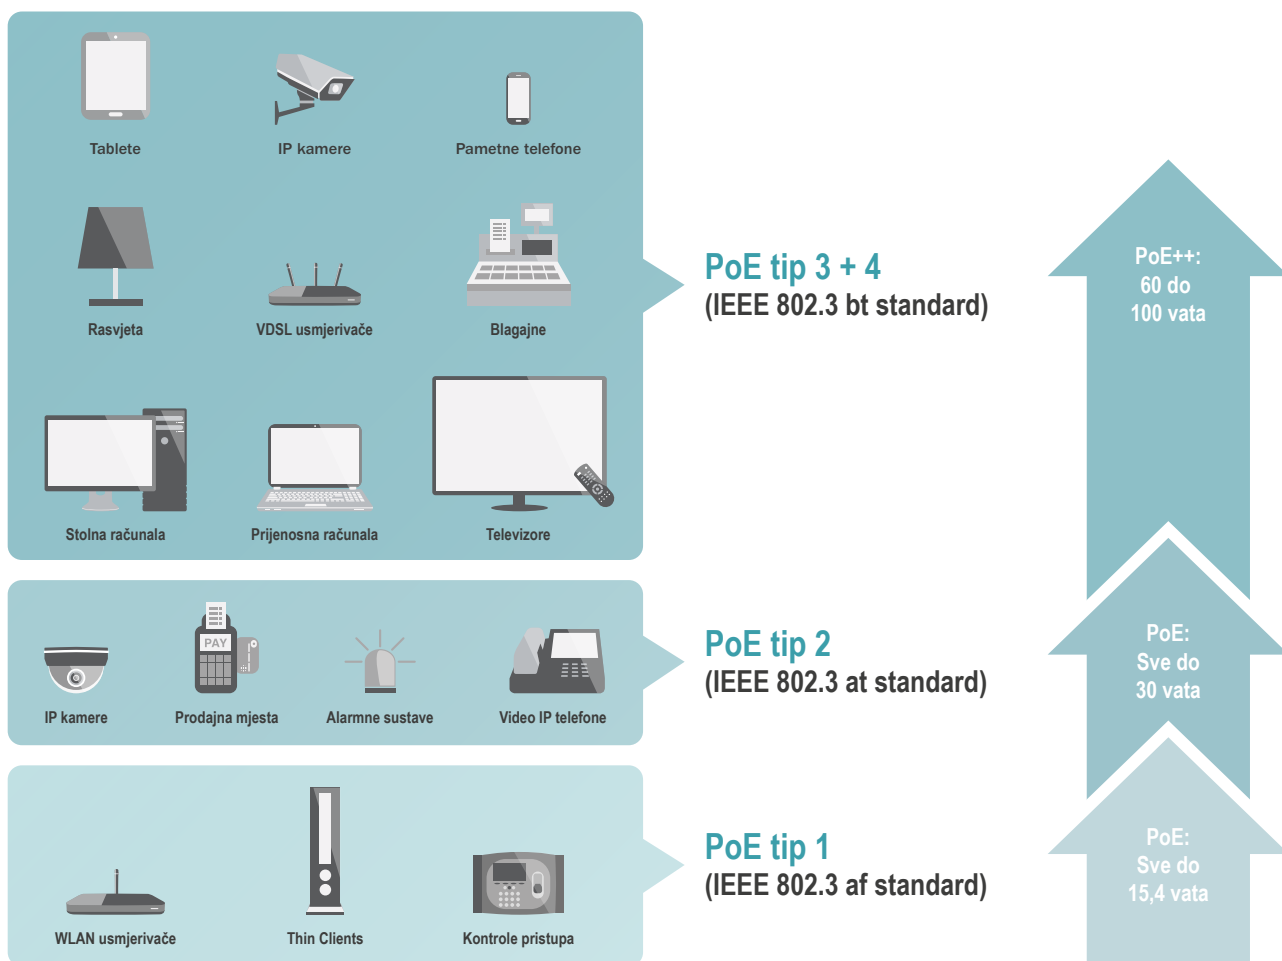 Tablete
IP kamere
Pametne telefone
Rasvjeta
VDSL usmjerivače
Blagajne
Stolna računala
Prijenosna računala
Televizore
PoE tip 3 + 4
(IEEE 802.3 bt standard)
PoE++:
60 do
100 vata
PAY
IP kamere
Prodajna mjesta
Alarmne sustave
Video IP telefone
PoE tip 2
(IEEE 802.3 at standard)
PoE:
Sve do
30 vata
WLAN usmjerivače
Thin Clients
Kontrole pristupa
PoE tip 1
(IEEE 802.3 af standard)
PoE:
Sve do
15,4 vata